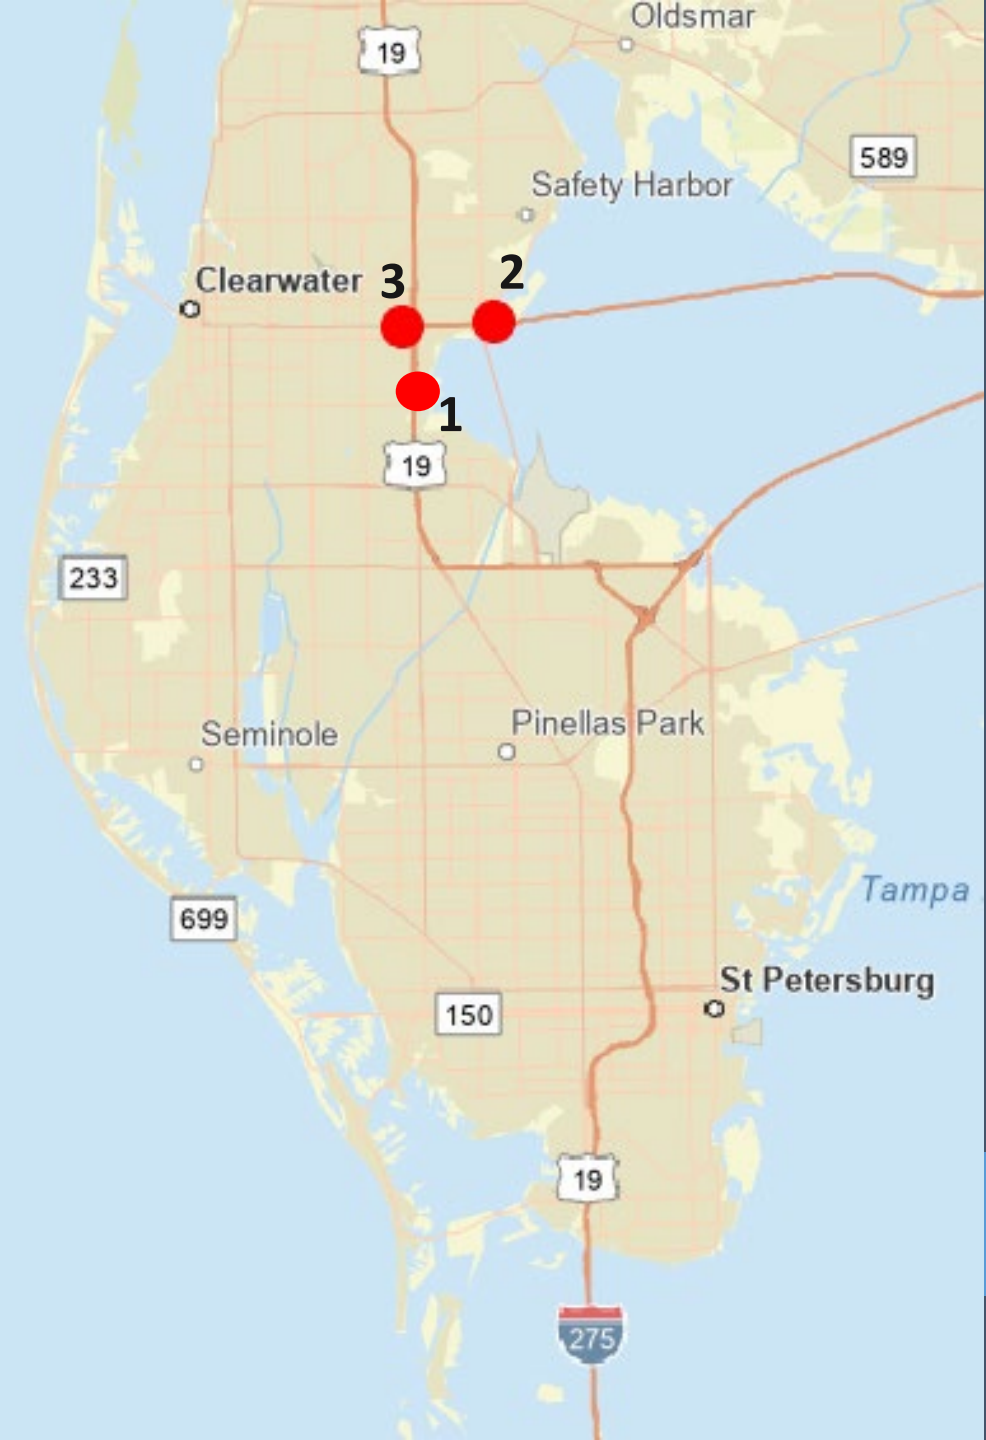 Oldsmar
19
589
Safety Harbor
2
Clearwater
3
1
19
233
Pinellas Park
Seminole
Tampa
699
St Petersburg
150
19
275